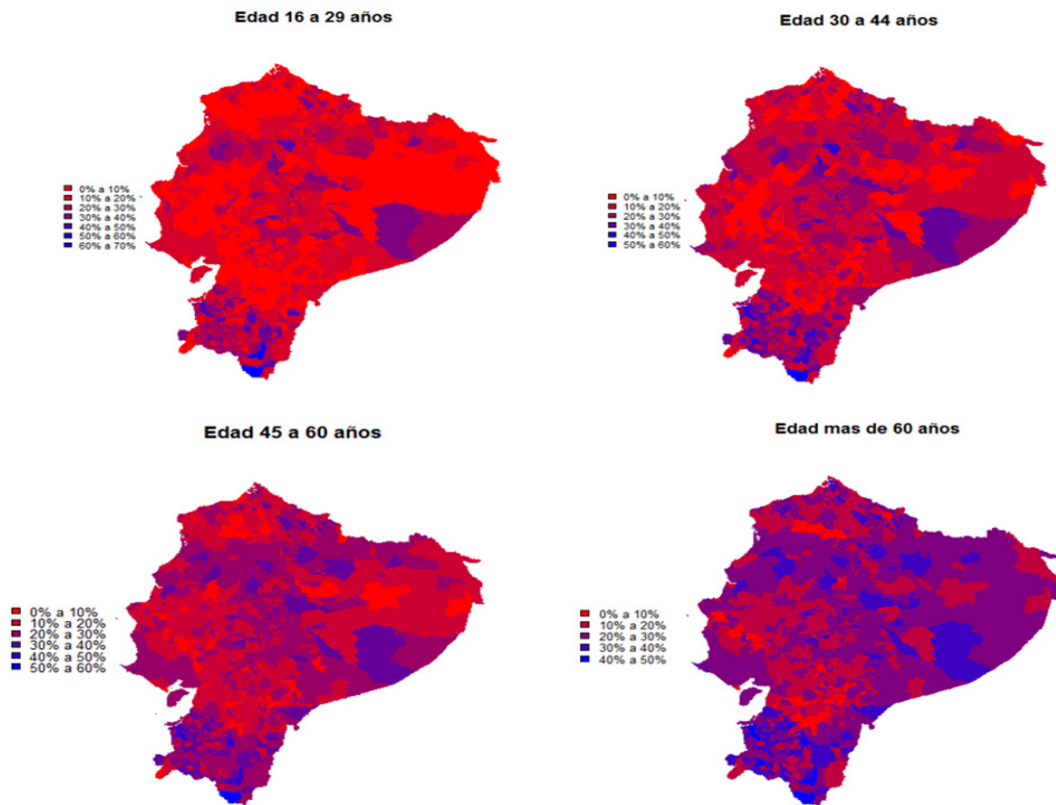 Edad 16 a 29 años
0% a 10%
10% a 20%
20% a 30%
30% a 40%
40% a 50%
50% a 60%
60% a 70%
Edad 30 a 44 años
0% a 10%
10% a 20%
20% a 30%
30% a 40%
40% a 50%
50% a 60%
Edad 45 a 60 años
0% a 10%
10% a 20%
20% a 30%
30% a 40%
40% a 50%
50% a 60%
Edad mas de 60 años
0% a 10%
10% a 20%
20% a 30%
30% a 40%
40% a 50%